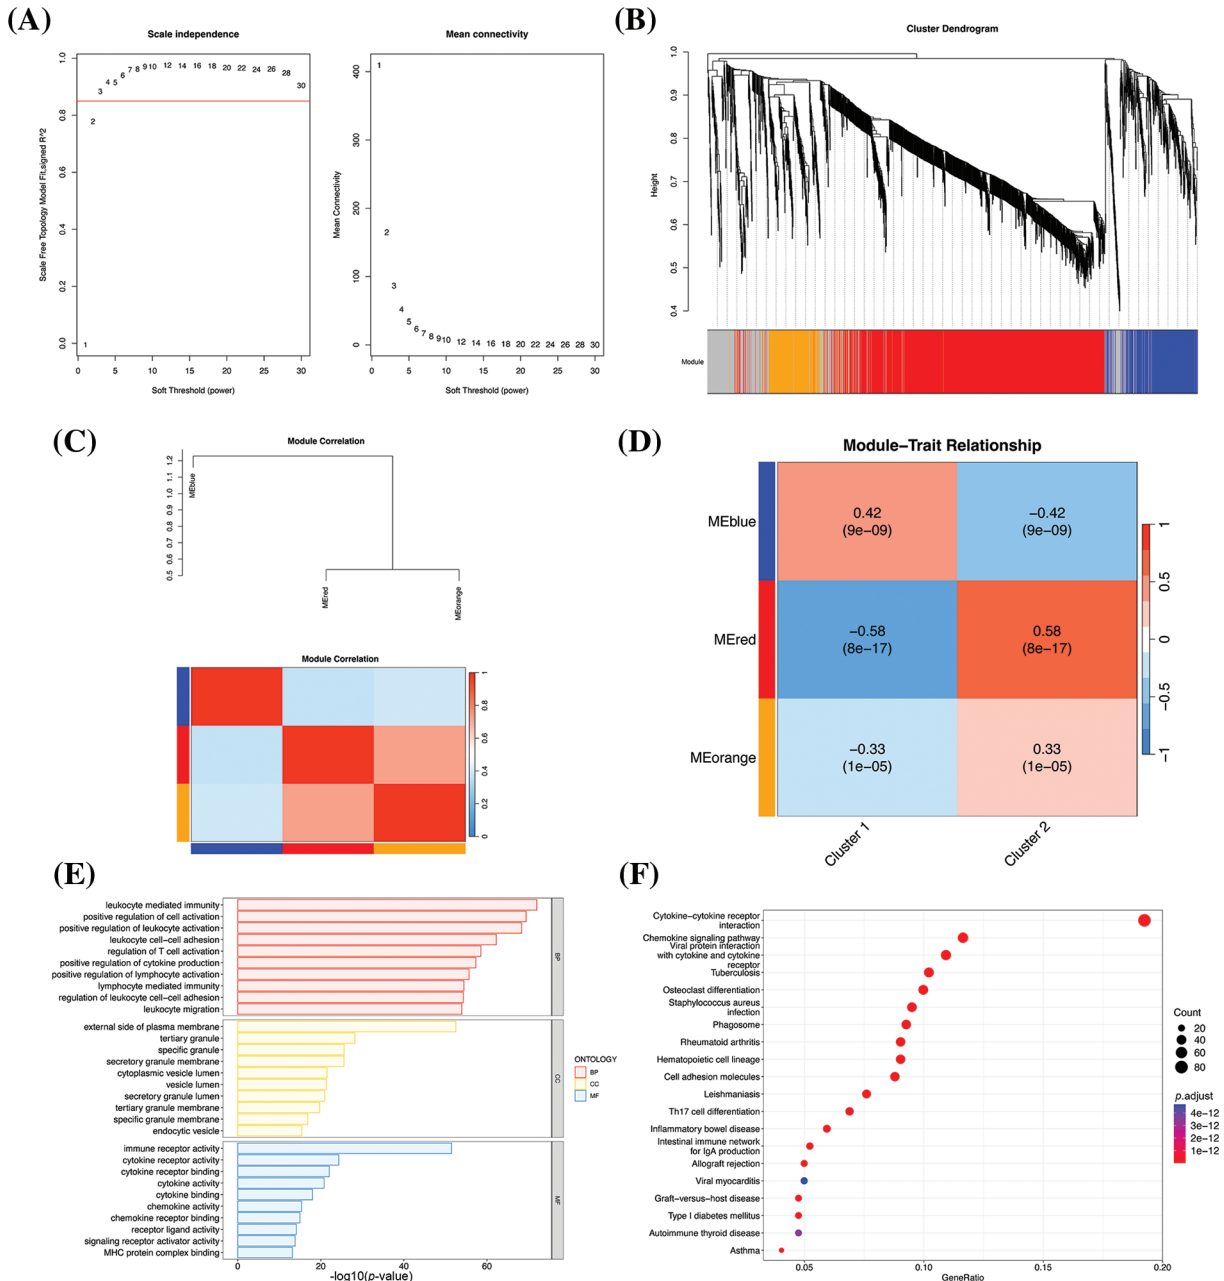 (A)
Scale independence
Scale Free Topology Model Fit,signed R^2
1.0
0.8
0.6
0.4
0.2
0.0
1
2
3
4
5
6
7
8
9
10
12
14
16
18
20
22
24
26
28
30
0
5
10
15
20
25
30
Soft Threshold (power)
Mean connectivity
Mean Connectivity
400
300
200
100
0
1
2
3
4
5
6
7
8
9
10
12
14
16
18
20
22
24
26
28
30
0
5
10
15
20
25
30
Soft Threshold (power)
(B)
Cluster Dendrogram
Height
1.0
0.9
0.8
0.7
0.6
0.5
0.4
Module
(C)
Module Correlation
1.2
1.1
1.0
0.9
0.8
0.7
0.6
0.5
MEblue
MEred
MEorange
Module Correlation
1
0.8
0.6
0.4
0.2
0
(D)
Module−Trait Relationship
MEblue
0.42
(9e−09)
−0.42
(9e−09)
MEred
−0.58
(8e−17)
0.58
(8e−17)
MEorange
−0.33
(1e−05)
0.33
(1e−05)
Cluster 1
Cluster 2
1
0.5
0
−0.5
−1
(E)
leukocyte mediated immunity
positive regulation of cell activation
positive regulation of leukocyte activation
leukocyte cell−cell adhesion
regulation of T cell activation
positive regulation of cytokine production
positive regulation of lymphocyte activation
lymphocyte mediated immunity
regulation of leukocyte cell−cell adhesion
leukocyte migration
BP
external side of plasma membrane
tertiary granule
specific granule
secretory granule membrane
cytoplasmic vesicle lumen
vesicle lumen
secretory granule lumen
tertiary granule membrane
specific granule membrane
endocytic vesicle
CC
immune receptor activity
cytokine receptor activity
cytokine receptor binding
cytokine activity
cytokine binding
chemokine activity
chemokine receptor binding
receptor ligand activity
signaling receptor activator activity
MHC protein complex binding
MF
0
20
40
60
-log10(p-value)
ONTOLOGY
BP
CC
MF
(F)
Cytokine−cytokine receptor
interaction
Chemokine signaling pathway
Viral protein interaction
with cytokine and cytokine
receptor
Tuberculosis
Osteoclast differentiation
Staphylococcus aureus
infection
Phagosome
Rheumatoid arthritis
Hematopoietic cell lineage
Cell adhesion molecules
Leishmaniasis
Th17 cell differentiation
Inflammatory bowel disease
Intestinal immune network
for IgA production
Allograft rejection
Viral myocarditis
Graft−versus−host disease
Type I diabetes mellitus
Autoimmune thyroid disease
Asthma
0.05
0.10
0.15
0.20
GeneRatio
Count
20
40
60
80
p.adjust
4e−12
3e−12
2e−12
1e−12